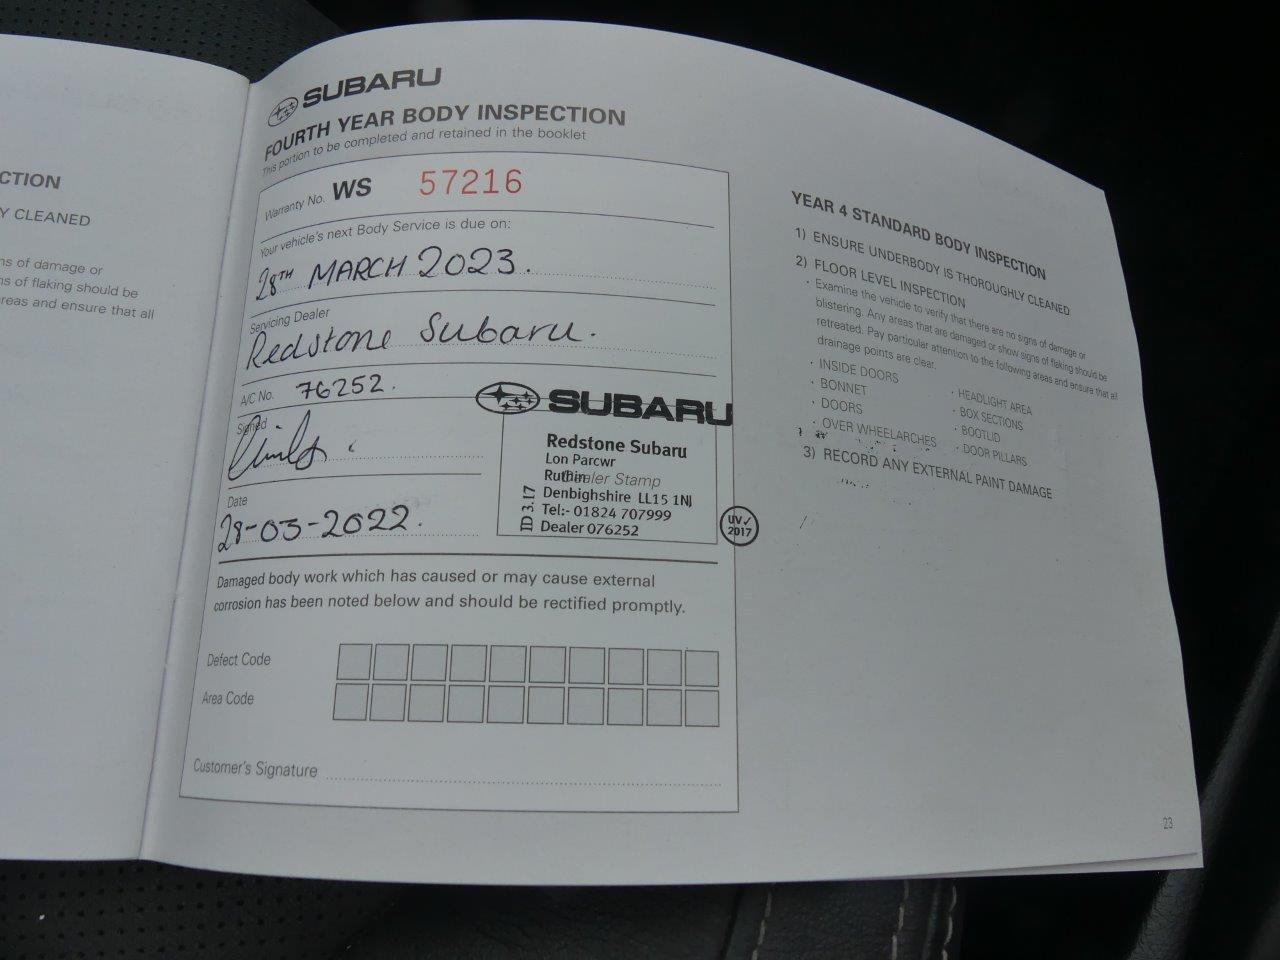 CTION
Y CLEANED
ns of damage or
ns of flaking should be
reas and ensure that all
SUBARU
FOURTH YEAR BODY INSPECTION
This portion to be completed and retained in the booklet
Warranty No. WS 57216
Your vehicle's next Body Service is due on:
28TH MARCH 2023.
Servicing Dealer
Redstone Subaru.
A/C No. 76252.
Signed
Date
28-03-2022.
SUBARU
Redstone Subaru
Lon Parcwr
Ruthin
Dealer Stamp
Denbighshire LL15 1NJ
Tel:- 01824 707999
Dealer 076252
ID 3.17
UV✓
2017
Damaged body work which has caused or may cause external
corrosion has been noted below and should be rectified promptly.
Defect Code
Area Code
Customer's Signature
YEAR 4 STANDARD BODY INSPECTION
1) ENSURE UNDERBODY IS THOROUGHLY CLEANED
2) FLOOR LEVEL INSPECTION
· Examine the vehicle to verify that there are no signs of damage or
blistering. Any areas that are damaged or show signs of flaking should be
retreated. Pay particular attention to the following areas and ensure that all
drainage points are clear.
· INSIDE DOORS
· BONNET
· DOORS
· OVER WHEELARCHES
· HEADLIGHT AREA
· BOX SECTIONS
· BOOTLID
· DOOR PILLARS
3) RECORD ANY EXTERNAL PAINT DAMAGE
23